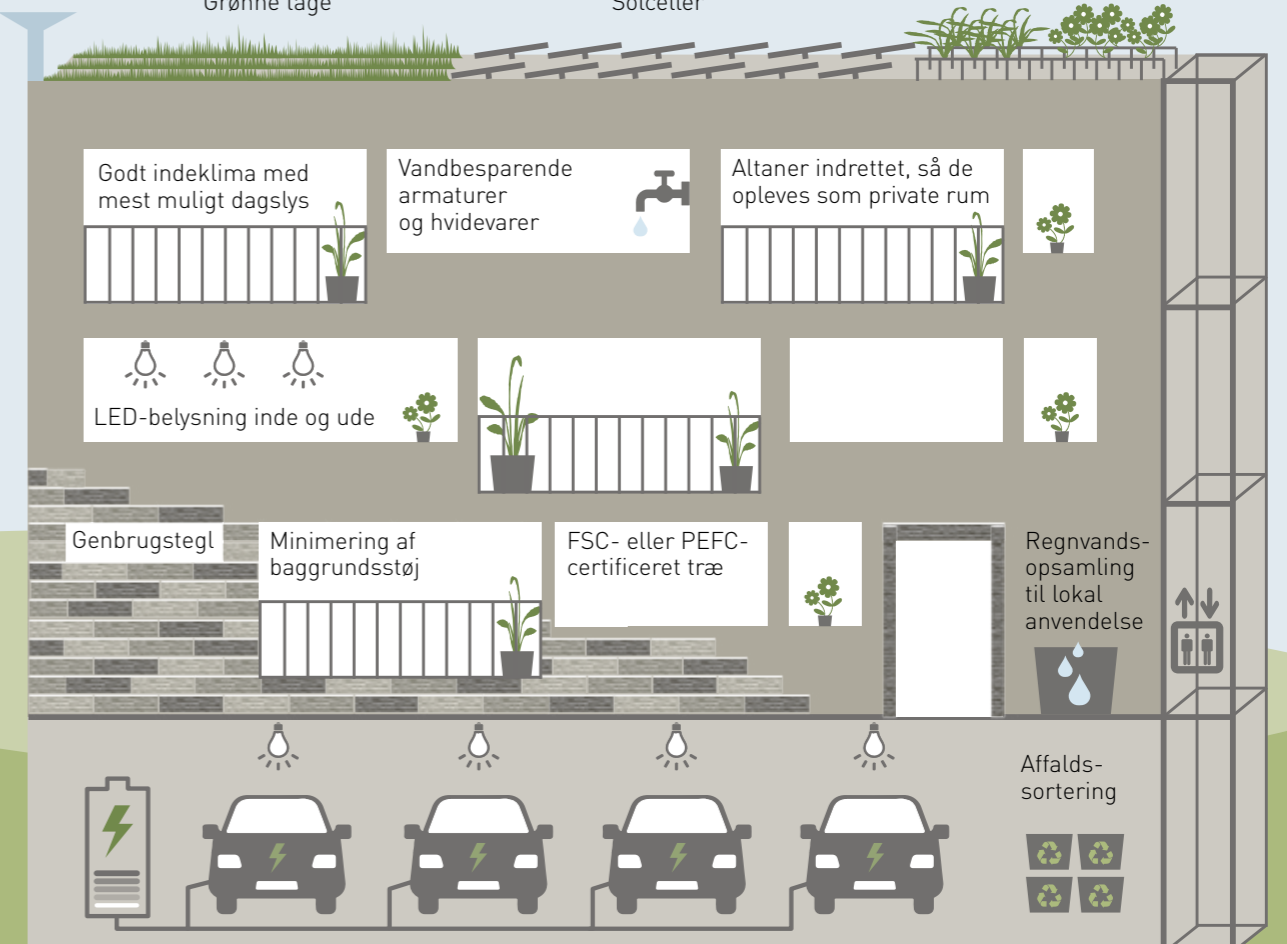 Grønne tage
Solceller
Godt indeklima med
mest muligt dagslys
Vandbesparende
armaturer
og hvidevarer
Altaner indrettet, så de
opleves som private rum
LED-belysning inde og ude
Genbrugstegl
Minimering af
baggrundsstøj
FSC- eller PEFC-
certificeret træ
Regnvands-
opsamling
til lokal
anvendelse
Affalds-
sortering